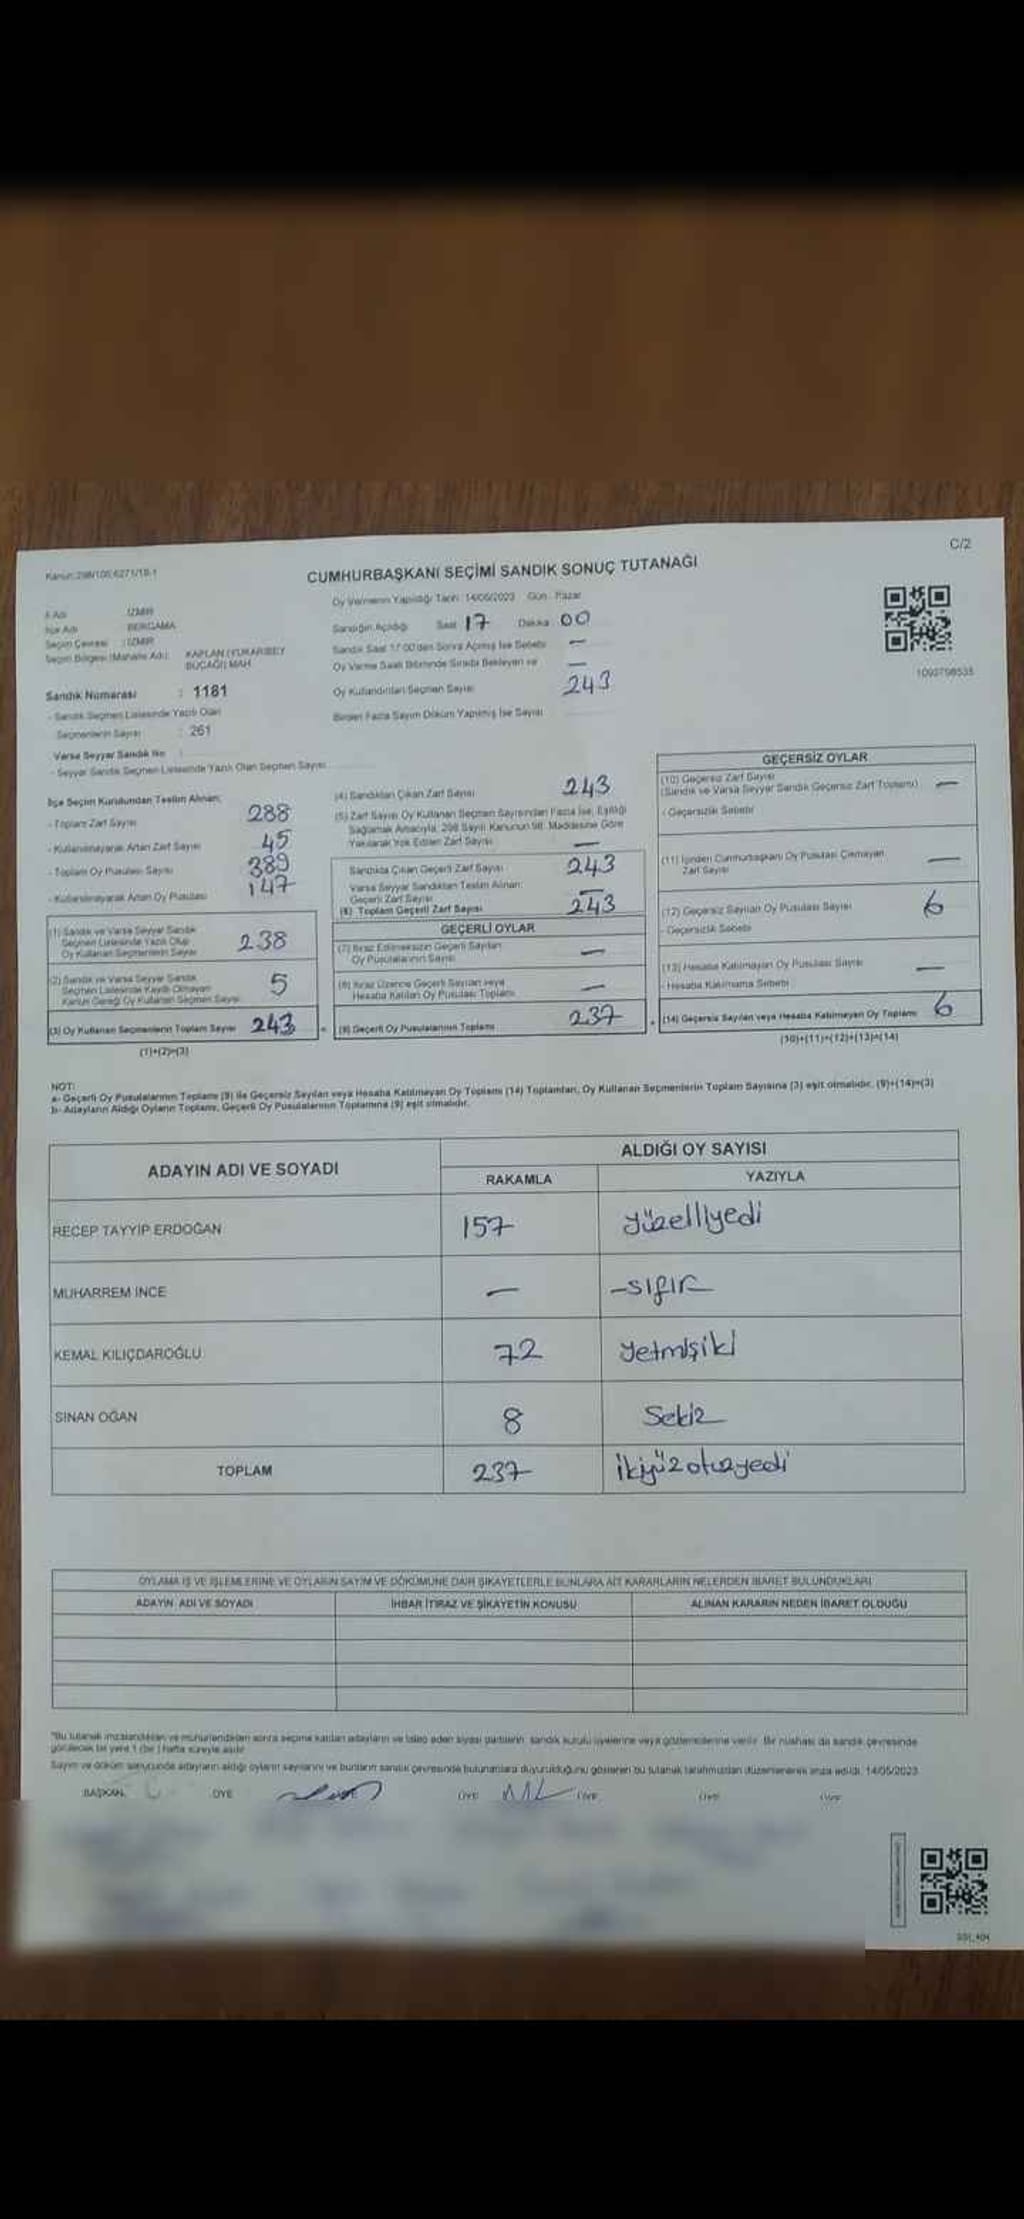 C/2
Kanun:298/105,6271/19-1
CUMHURBAŞKANI SEÇİMİ SANDIK SONUÇ TUTANAĞI
İl Adı : İZMİR
İlçe Adı : BERGAMA
Seçim Çevresi : İZMİR
Seçim Bölgesi (Mahalle Adı) : KAPLAN (YUKARIBEY BUCAĞI) MAH.
Sandık Numarası : 1181
- Sandık Seçmen Listesinde Yazılı Olan
Seçmenlerin Sayısı : 261
Varsa Seyyar Sandık No :
- Seyyar Sandık Seçmen Listesinde Yazılı Olan Seçmen Sayısı
Oy Vermenin Yapıldığı Tarih : 14/05/2023 Gün : Pazar
Sandığın Açıldığı Saat 17 Dakika 00
Sandık Saat 17:00'den Sonra Açılmış İse Sebebi —
Oy Verme Saati Bitiminde Sırada Bekleyen ve —
Oy Kullandırılan Seçmen Sayısı 243
Birden Fazla Sayım Döküm Yapılmış İse Sayısı
1093798535
İlçe Seçim Kurulundan Teslim Alınan;
- Toplam Zarf Sayısı 288
- Kullanılmayarak Artan Zarf Sayısı 45
- Toplam Oy Pusulası Sayısı 389
- Kullanılmayarak Artan Oy Pusulası 147
(1) Sandık ve Varsa Seyyar Sandık
Seçmen Listesinde Yazılı Olup
Oy Kullanan Seçmenlerin Sayısı 238
(2) Sandık ve Varsa Seyyar Sandık
Seçmen Listesinde Kayıtlı Olmayan
Kanun Gereği Oy Kullanan Seçmen Sayısı 5
(3) Oy Kullanan Seçmenlerin Toplam Sayısı 243 =
(1)+(2)=(3)
(4) Sandıktan Çıkan Zarf Sayısı 243
(5) Zarf Sayısı Oy Kullanan Seçmen Sayısından Fazla İse, Eşitliği
Sağlamak Amacıyla, 298 Sayılı Kanunun 98. Maddesine Göre
Yakılarak Yok Edilen Zarf Sayısı —
Sandıkta Çıkan Geçerli Zarf Sayısı 243
Varsa Seyyar Sandıktan Teslim Alınan
Geçerli Zarf Sayısı —
(6) Toplam Geçerli Zarf Sayısı 243
GEÇERLİ OYLAR
(7) İtiraz Edilmeksizin Geçerli Sayılan
Oy Pusulalarının Sayısı —
(8) İtiraz Üzerine Geçerli Sayılan veya
Hesaba Katılan Oy Pusulası Toplamı —
(9) Geçerli Oy Pusulalarının Toplamı 237 +
GEÇERSİZ OYLAR
(10) Geçersiz Zarf Sayısı
(Sandık ve Varsa Seyyar Sandık Geçersiz Zarf Toplamı) —
- Geçersizlik Sebebi
(11) İçinden Cumhurbaşkanı Oy Pusulası Çıkmayan
Zarf Sayısı —
(12) Geçersiz Sayılan Oy Pusulası Sayısı 6
- Geçersizlik Sebebi
(13) Hesaba Katılmayan Oy Pusulası Sayısı —
- Hesaba Katılmama Sebebi
(14) Geçersiz Sayılan veya Hesaba Katılmayan Oy Toplamı 6
(10)+(11)+(12)+(13)=(14)
NOT:
a- Geçerli Oy Pusulalarının Toplamı (9) ile Geçersiz Sayılan veya Hesaba Katılmayan Oy Toplamı (14) Toplamları, Oy Kullanan Seçmenlerin Toplam Sayısına (3) eşit olmalıdır. (9)+(14)=(3)
b- Adayların Aldığı Oyların Toplamı, Geçerli Oy Pusulalarının Toplamına (9) eşit olmalıdır.
ADAYIN ADI VE SOYADI ALDIĞI OY SAYISI
RAKAMLA YAZIYLA
RECEP TAYYİP ERDOĞAN 157 yüzelliyedi
MUHARREM İNCE — -sıfır
KEMAL KILIÇDAROĞLU 72 yetmişiki
SİNAN OĞAN 8 Sekiz
TOPLAM 237 ikiyüzotuzyedi
OYLAMA İŞ VE İŞLEMLERİNE VE OYLARIN SAYIM VE DÖKÜMÜNE DAİR ŞİKAYETLERLE BUNLARA AİT KARARLARIN NELERDEN İBARET BULUNDUKLARI
ADAYIN ADI VE SOYADI İHBAR İTİRAZ VE ŞİKAYETİN KONUSU ALINAN KARARIN NEDEN İBARET OLDUĞU
"Bu tutanak imzalandıktan ve mühürlendikten sonra seçime katılan adayların ve talep eden siyasi partilerin sandık kurulu üyelerine veya gözlemcilerine verilir. Bir nüshası da sandık çevresinde
görülecek bir yere 1 (bir) hafta süreyle asılır.
Sayım ve döküm sonucunda adayların aldığı oyların sayılarını ve bunların sandık çevresinde bulunanlara duyurulduğunu gösteren bu tutanak tarafımızdan düzenlenerek imza edildi. 14/05/2023
BAŞKAN ÜYE ÜYE ÜYE ÜYE ÜYE